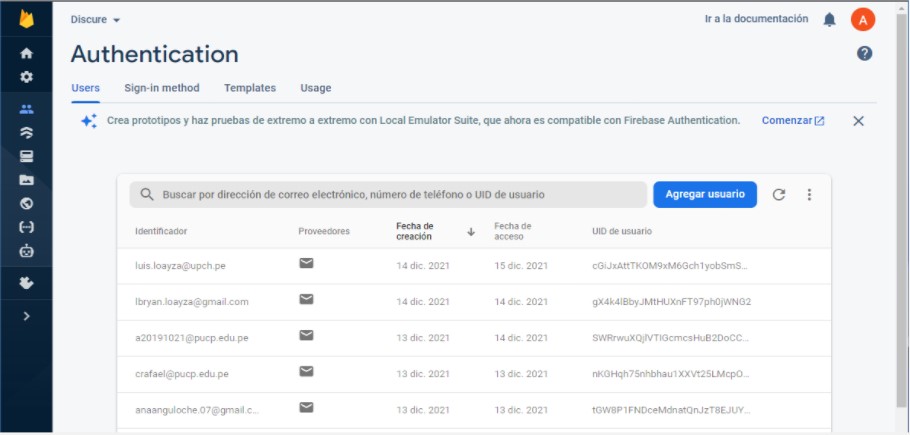 Discure
Ir a la documentación
A
Authentication
Users Sign-in method Templates Usage
Crea prototipos y haz pruebas de extremo a extremo con Local Emulator Suite, que ahora es compatible con Firebase Authentication. Comenzar
Buscar por dirección de correo electrónico, número de teléfono o UID de usuario
Agregar usuario
Identificador Proveedores Fecha de creación Fecha de acceso UID de usuario
luis.loayza@upch.pe 14 dic. 2021 15 dic. 2021 cGiJxAttTKOM9xM6Gch1yobSmS...
lbryan.loayza@gmail.com 14 dic. 2021 14 dic. 2021 gX4k4lBbyJMtHUXnFT97ph0jWNG2
a20191021@pucp.edu.pe 13 dic. 2021 14 dic. 2021 SWRrwuXQjlVTIGcmcsHuB2DoCC...
crafael@pucp.edu.pe 13 dic. 2021 13 dic. 2021 nKGHqh75nhbhau1XXVt25LMcpO...
anaanguloche.07@gmail.c... 13 dic. 2021 13 dic. 2021 tGW8P1FNDceMdnatQnJzT8EJUY...